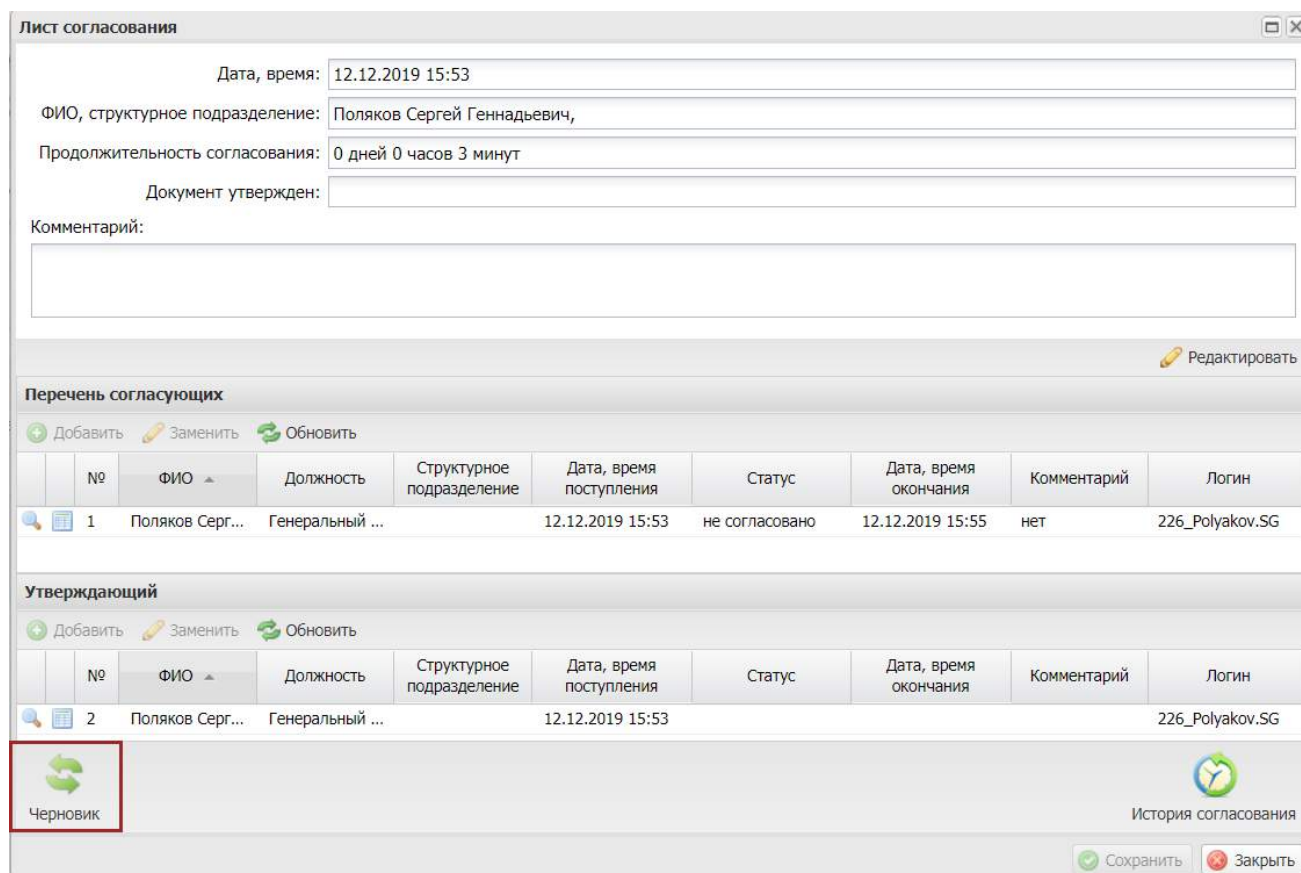 Лист согласования
Дата, время: 12.12.2019 15:53
ФИО, структурное подразделение: Поляков Сергей Геннадьевич,
Продолжительность согласования: 0 дней 0 часов 3 минут
Документ утвержден:
Комментарий:
Редактировать
Перечень согласующих
Добавить Заменить Обновить
№ ФИО Должность Структурное подразделение Дата, время поступления Статус Дата, время окончания Комментарий Логин
1 Поляков Серг... Генеральный ... 12.12.2019 15:53 не согласовано 12.12.2019 15:55 нет 226_Polyakov.SG
Утверждающий
Добавить Заменить Обновить
№ ФИО Должность Структурное подразделение Дата, время поступления Статус Дата, время окончания Комментарий Логин
2 Поляков Серг... Генеральный ... 12.12.2019 15:53 226_Polyakov.SG
Черновик История согласования
Сохранить Закрыть